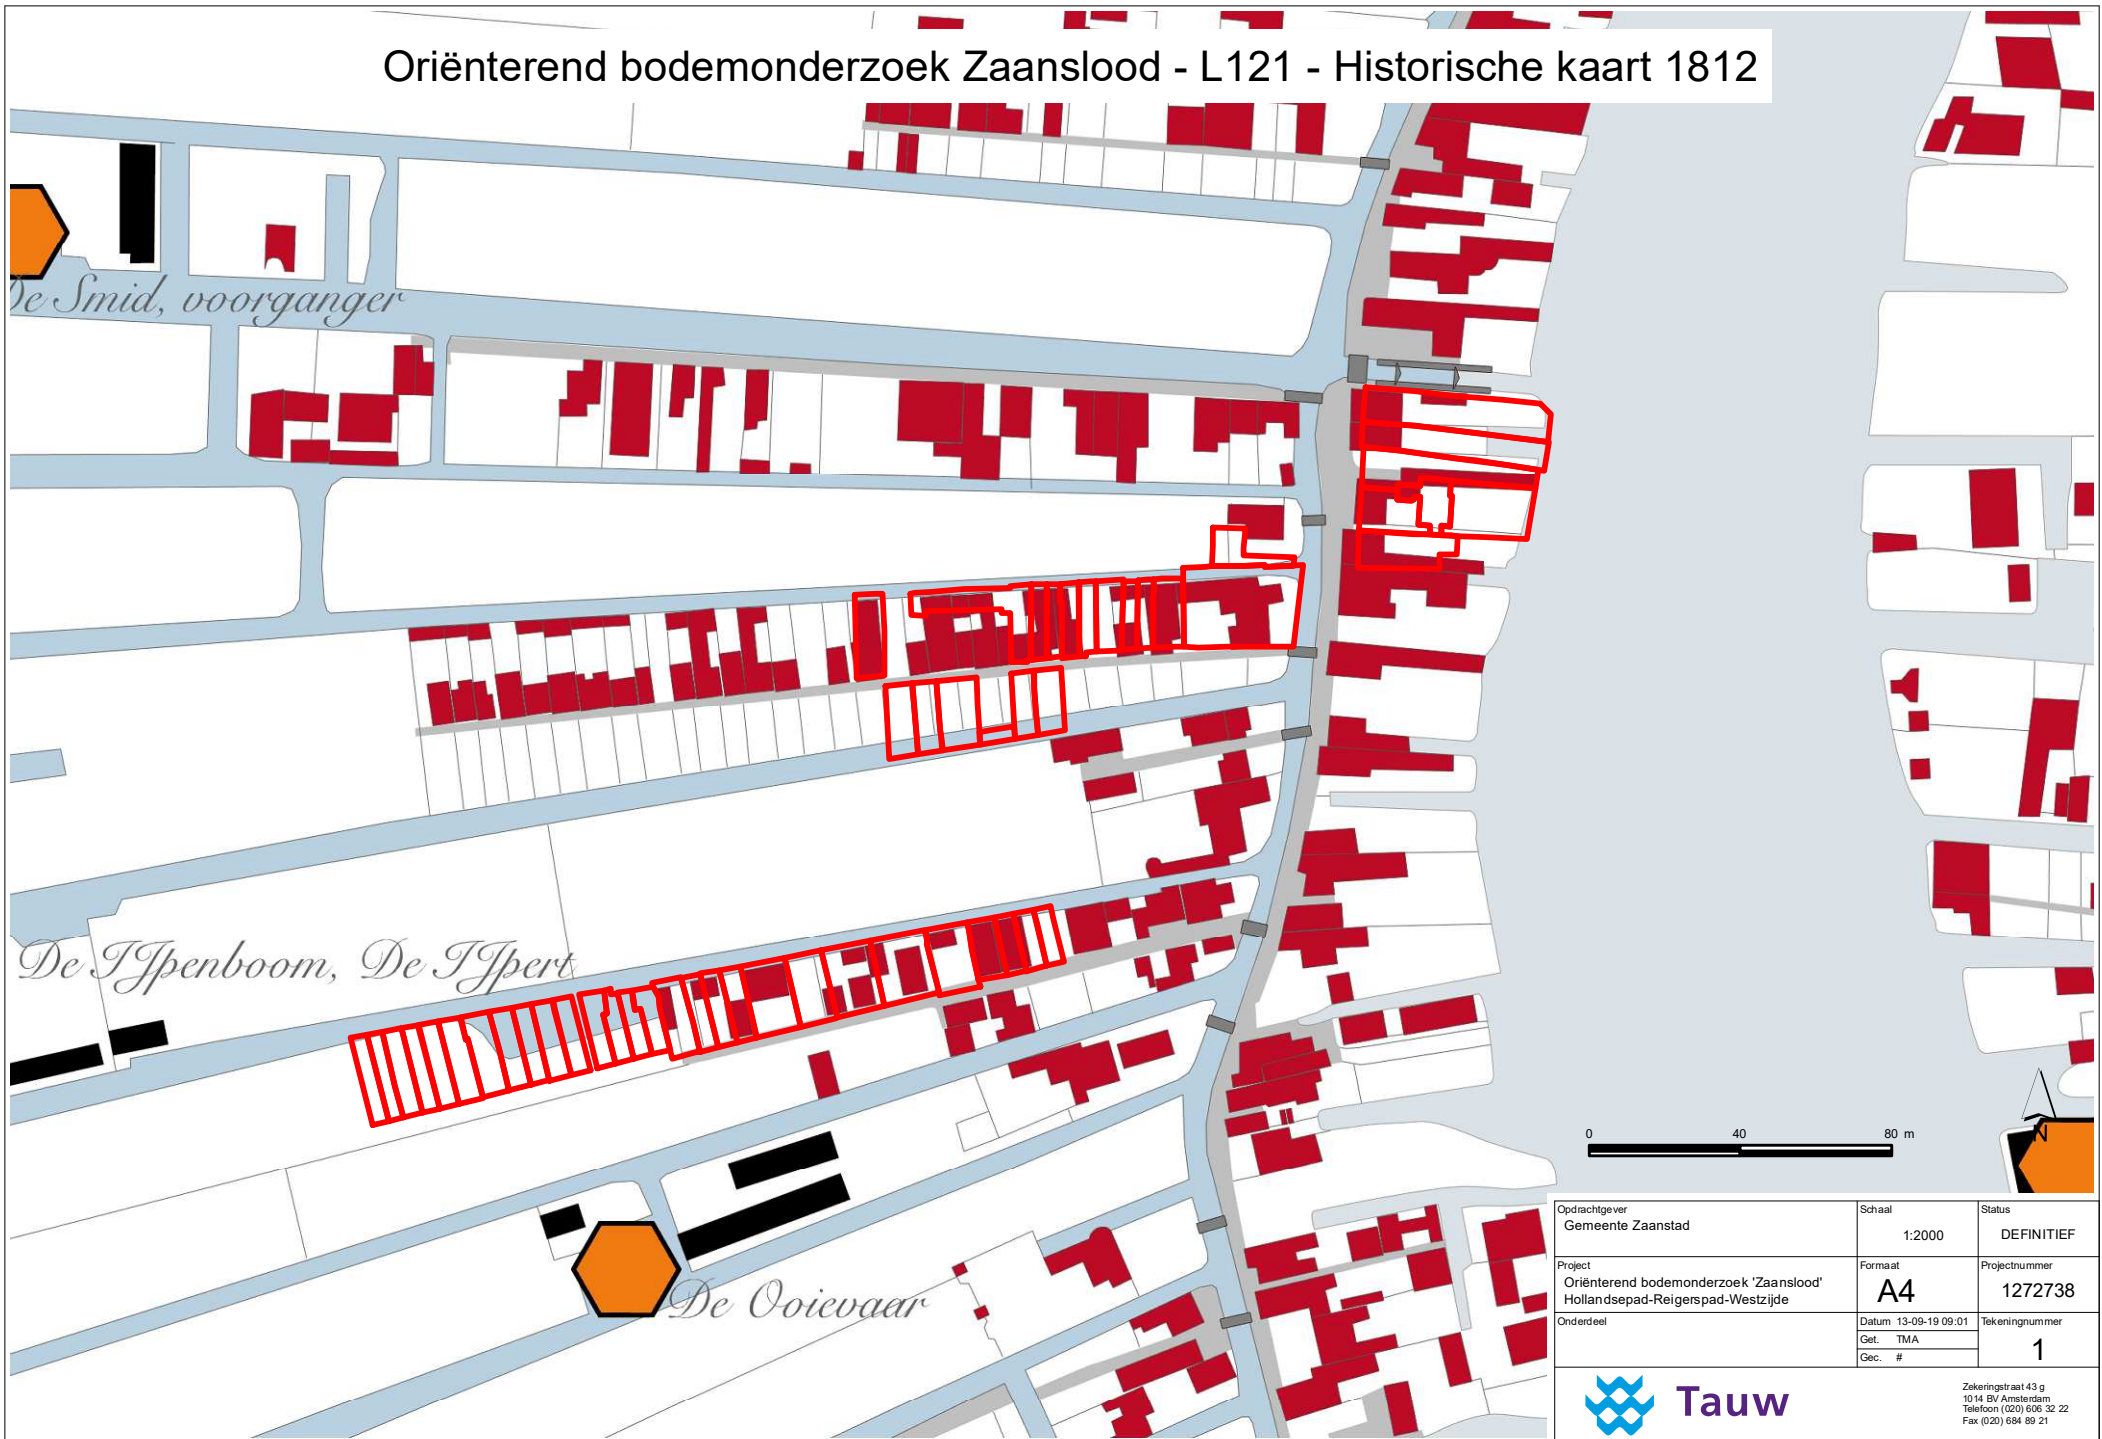 Oriënterend bodemonderzoek Zaanslood - L121 - Historische kaart 1812
De Smid, voorganger
De IJpenboom, De IJpert
De Ooievaar
0 40 80 m
N
Opdrachtgever
Gemeente Zaanstad
Schaal
1:2000
Status
DEFINITIEF
Project
Oriënterend bodemonderzoek 'Zaanslood'
Hollandsepad-Reigerspad-Westzijde
Formaat
A4
Projectnummer
1272738
Onderdeel
Datum 13-09-19 09:01
Get. TMA
Gec. #
Tekeningnummer
1
Tauw
Zekeringstraat 43 g
1014 BV Amsterdam
Telefoon (020) 606 32 22
Fax (020) 684 89 21